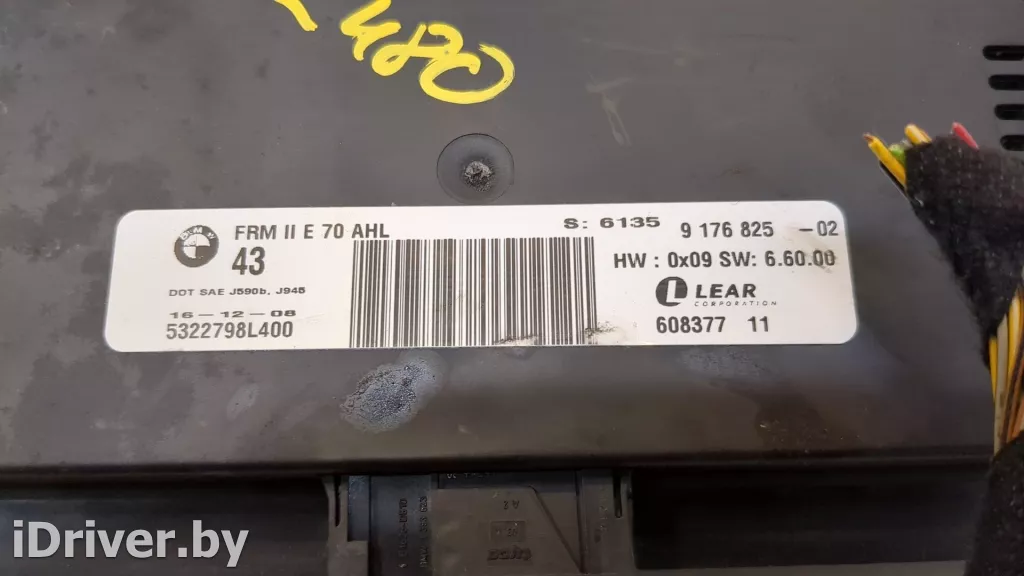 480
FRM II E 70 AHL
43
DOT SAE J590b, J945
16-12-08
5322798L400
S: 6135 9 176 825 -02
HW : 0x09 SW: 6.60.00
LEAR
CORPORATION
608377 11
iDriver.by